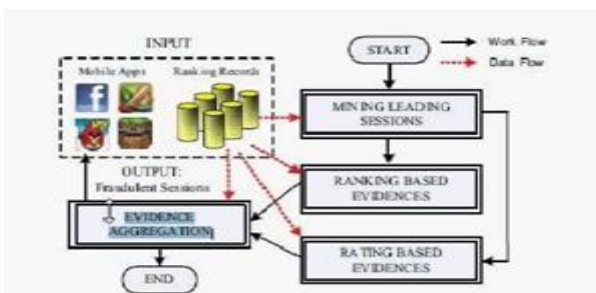 INPUT
Mobile Apps
Ranking Records
START
Work Flow
Data Flow
MINING LEADING
SESSIONS
OUTPUT:
Fraudulent Sessions
RANKING BASED
EVIDENCES
EVIDENCE
AGGREGATION
RATING BASED
EVIDENCES
END